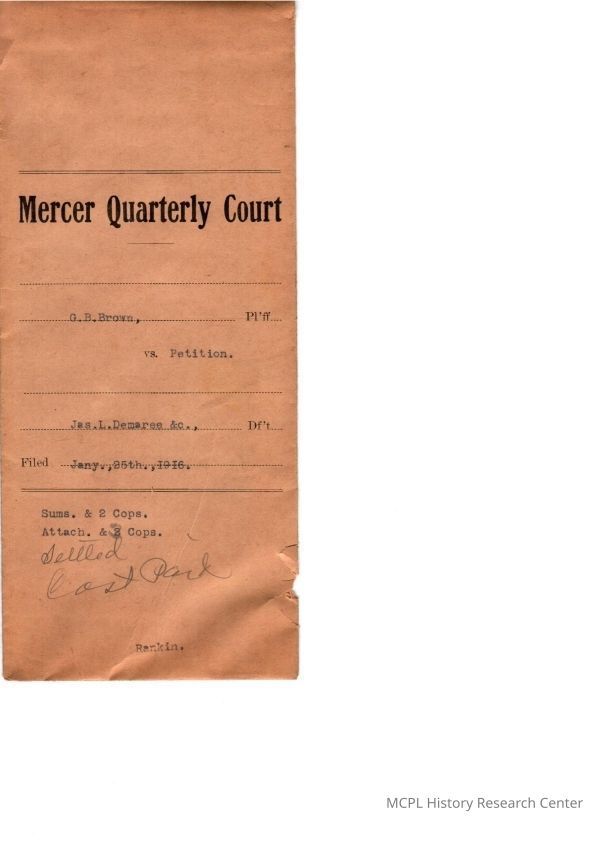 Mercer Quarterly Court
G.B.Brown, Pl'ff
vs. Petition.
Jas.L.Demaree &c., Df't
Filed Jany.,25th.,1916.
Sums. & 2 Cops.
Attach. & 3 Cops.
Settled
Cost Paid
Rankin.
MCPL History Research Center